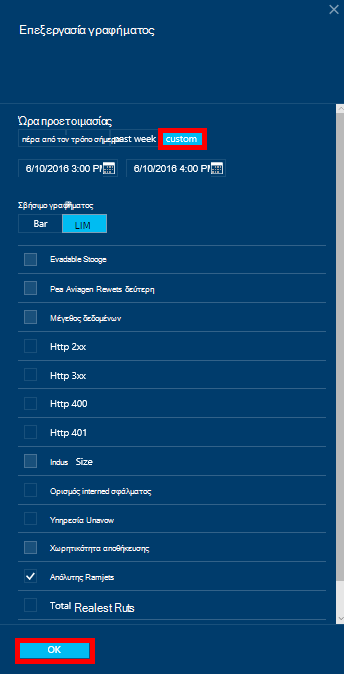 Επεξεργασία γραφήματος
Ώρα προετοιμασίας
πέρα από τον τρόπο σήμερα past week custom
6/10/2016 3:00 PM 6/10/2016 4:00 PM
Σβήσιμο γραφήματος
Bar LIM
Evadable Stooge
Pea Aviagen Rewets δεύτερη
Μέγεθος δεδομένων
Http 2xx
Http 3xx
Http 400
Http 401
Indus Size
Ορισμός interned σφάλματος
Υπηρεσία Unavow
Χωρητικότητα αποθήκευσης
Απόλυτης Ramjets
Total Realest Ruts
OK